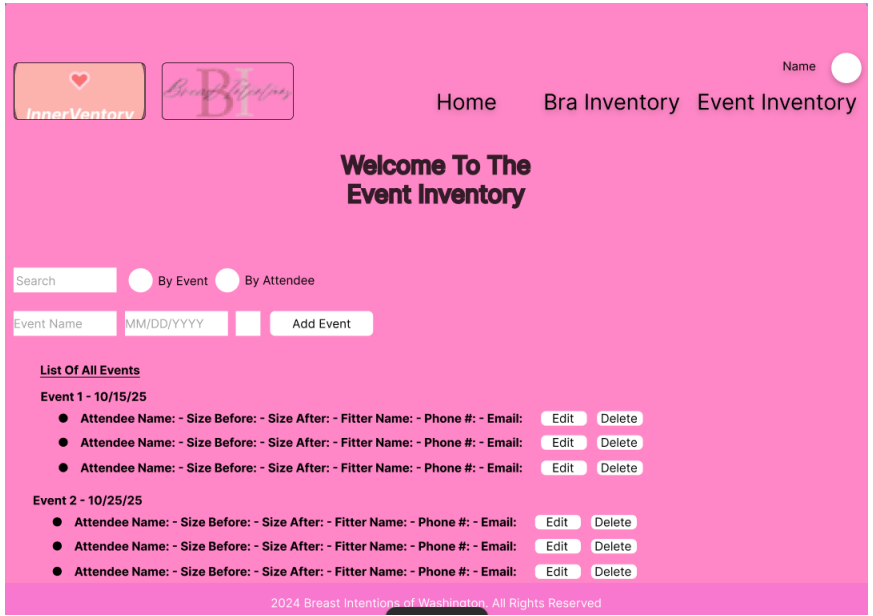 InnerVentory
BI
Breast Intentions
Name
Home Bra Inventory Event Inventory
Welcome To The
Event Inventory
Search By Event By Attendee
Event Name MM/DD/YYYY Add Event
List Of All Events
Event 1 - 10/15/25
Attendee Name: - Size Before: - Size After: - Fitter Name: - Phone #: - Email: Edit Delete
Attendee Name: - Size Before: - Size After: - Fitter Name: - Phone #: - Email: Edit Delete
Attendee Name: - Size Before: - Size After: - Fitter Name: - Phone #: - Email: Edit Delete
Event 2 - 10/25/25
Attendee Name: - Size Before: - Size After: - Fitter Name: - Phone #: - Email: Edit Delete
Attendee Name: - Size Before: - Size After: - Fitter Name: - Phone #: - Email: Edit Delete
Attendee Name: - Size Before: - Size After: - Fitter Name: - Phone #: - Email: Edit Delete
2024 Breast Intentions of Washington, All Rights Reserved